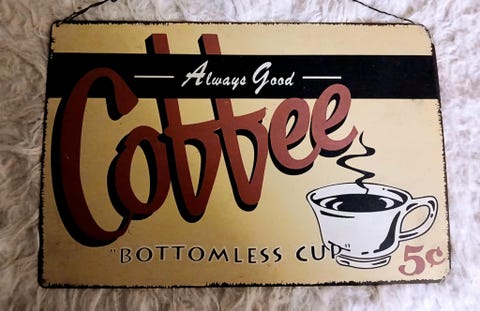 Always Good
Coffee
"BOTTOMLESS CUP"
5¢